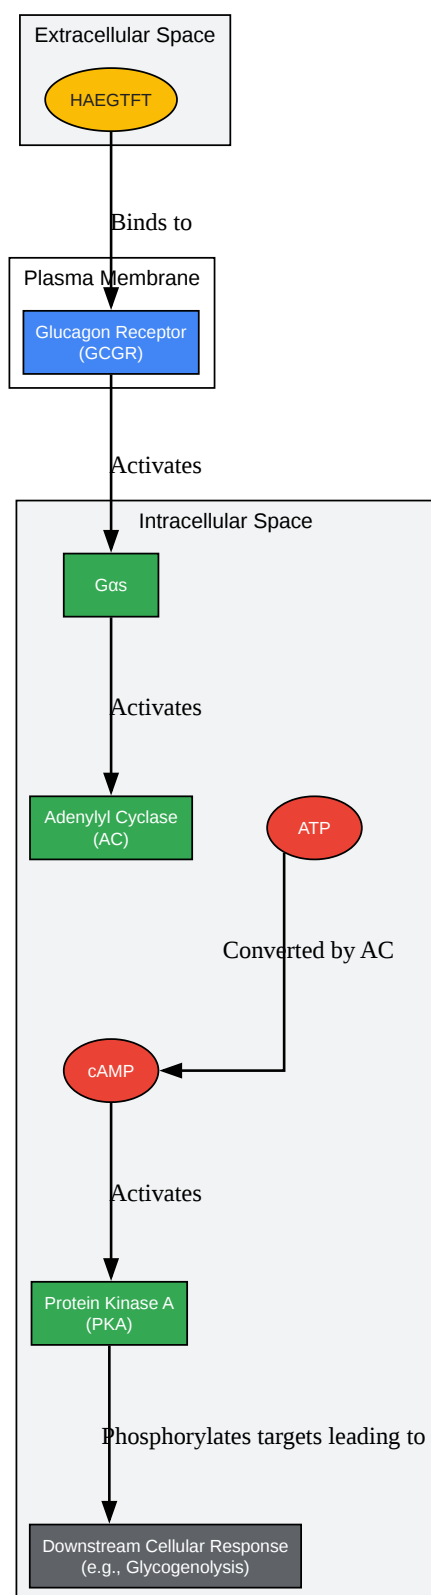 Extracellular Space
HAEGTFT
Binds to
Plasma Membrane
Glucagon Receptor
(GCGR)
Activates
Intracellular Space
Gαs
Activates
Adenylyl Cyclase
(AC)
ATP
Converted by AC
cAMP
Activates
Protein Kinase A
(PKA)
Phosphorylates targets leading to
Downstream Cellular Response
(e.g., Glycogenolysis)